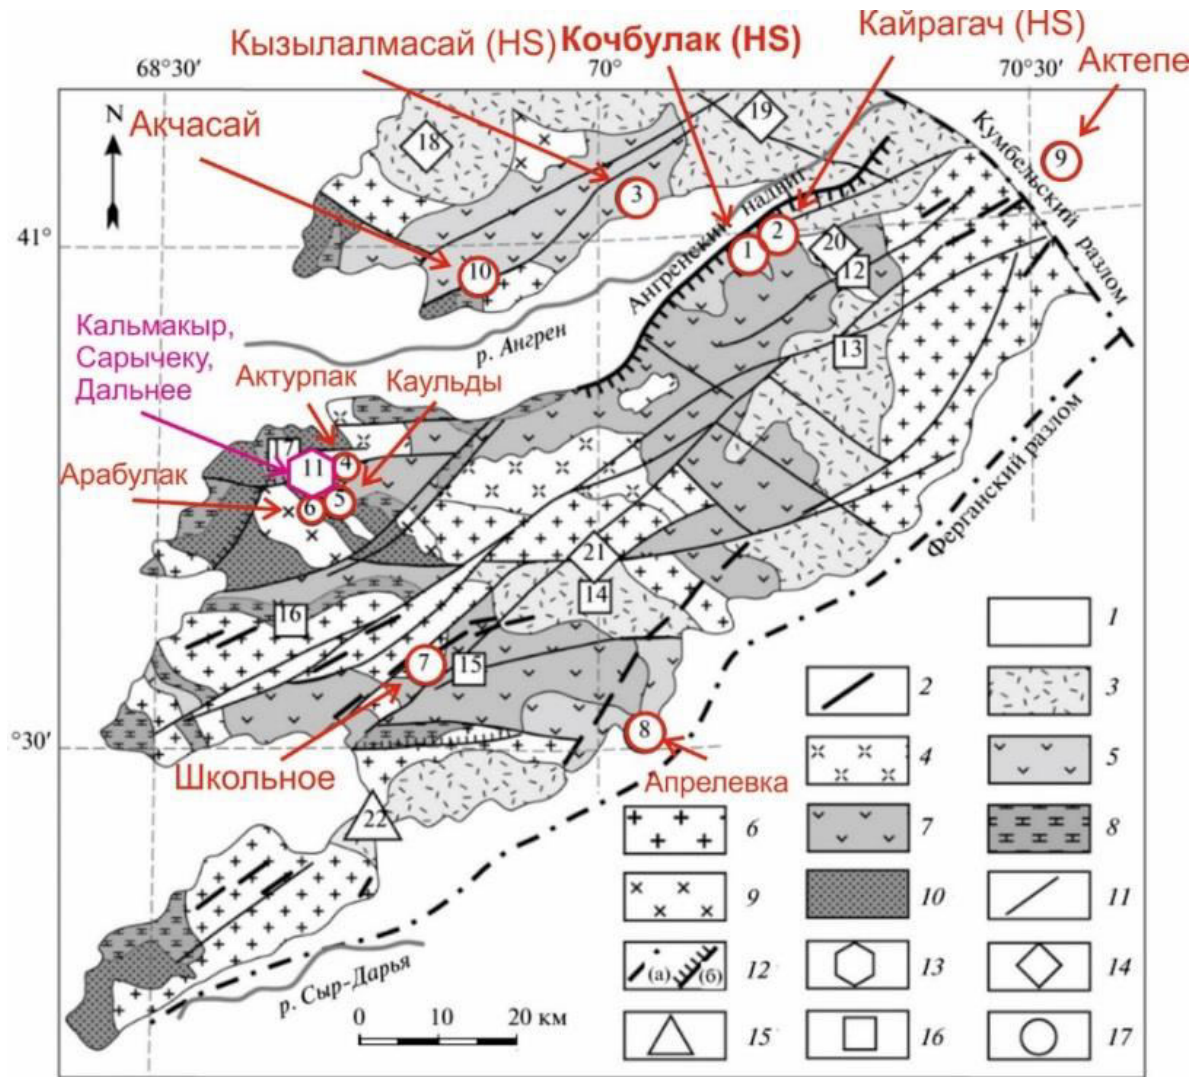 Кызылалмасай (HS)
Кочбулак (HS)
Кайрагач (HS)
Актепе
68°30′
70°
70°30′
N
Акчасай
18
19
Кумбельский разлом
9
3
Ангренский надвиг
2
1
20
12
41°
10
р. Ангрен
13
Кальмакыр,
Сарычеку,
Дальнее
Актурпак
Каульды
17
11
4
Арабулак
6
5
Ферганский разлом
21
14
16
7
15
8
°30′
Школьное
Апрелевка
22
р. Сыр-Дарья
0 10 20 км
1
2
3
4
5
6
7
8
9
10
11
(а) (б)
12
13
14
15
16
17